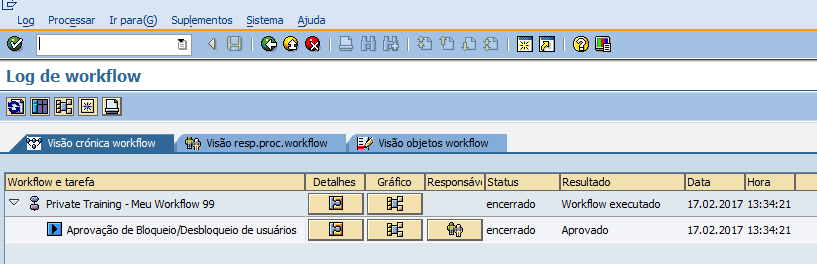 Log Processar Ir para(G) Suplementos Sistema Ajuda
Log de workflow
Visão crónica workflow Visão resp.proc.workflow Visão objetos workflow
Workflow e tarefa Detalhes Gráfico Responsáve Status Resultado Data Hora
Private Training - Meu Workflow 99 encerrado Workflow executado 17.02.2017 13:34:21
Aprovação de Bloqueio/Desbloqueio de usuários encerrado Aprovado 17.02.2017 13:34:21